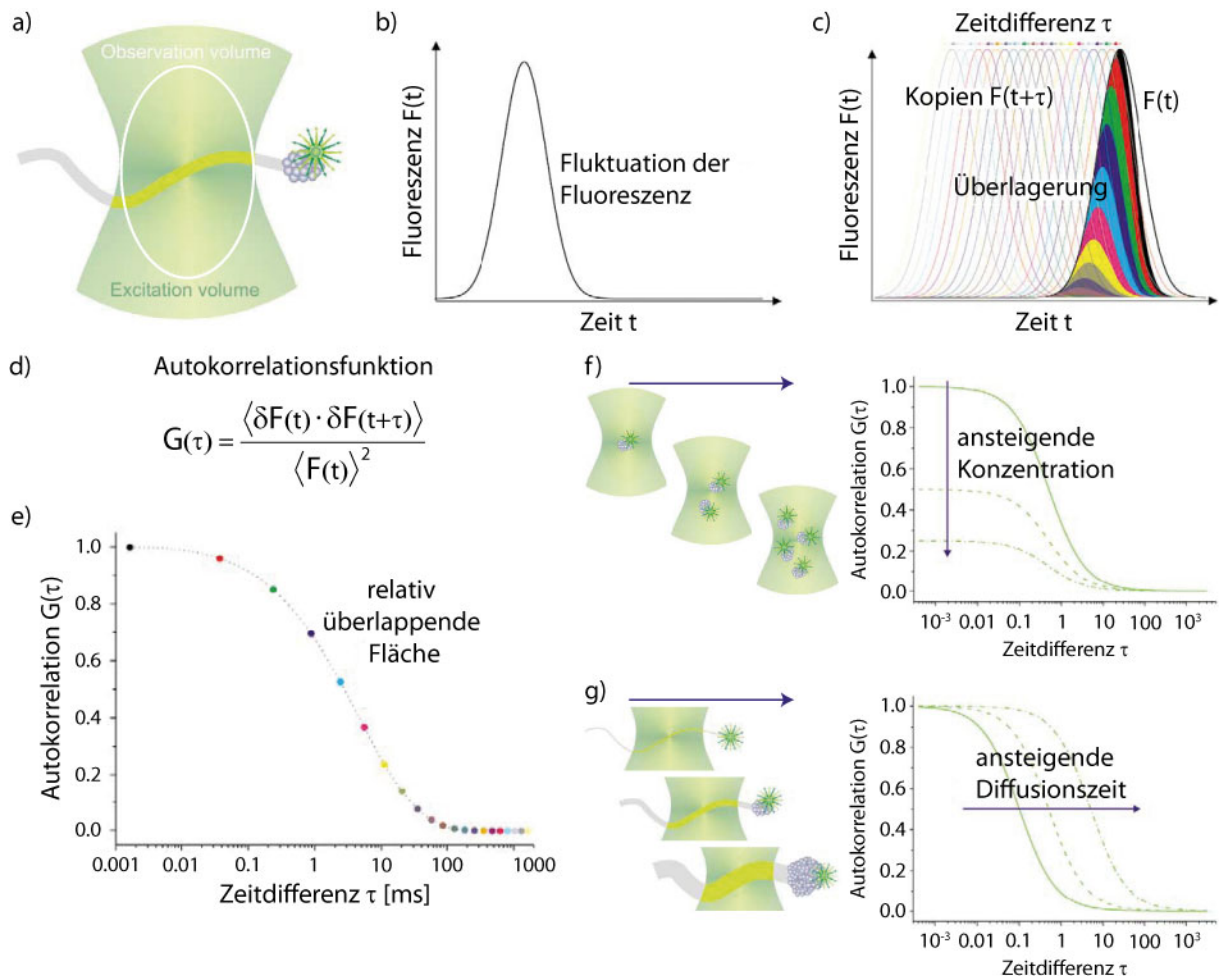 a)
Observation volume
Excitation volume
b)
Fluoreszenz F(t)
Fluktuation der
Fluoreszenz
Zeit t
c)
Zeitdifferenz τ
Fluoreszenz F(t)
Kopien F(t+τ)
F(t)
Überlagerung
Zeit t
d)
Autokorrelationsfunktion
G(τ) = ⟨δF(t) · δF(t+τ)⟩ / ⟨F(t)⟩²
e)
Autokorrelation G(τ)
1.0
0.8
0.6
0.4
0.2
0.0
relativ
überlappende
Fläche
0.001 0.1 1 10 100 1000
Zeitdifferenz τ [ms]
f)
Autokorrelation G(τ)
1.0
0.8
0.6
0.4
0.2
0.0
ansteigende
Konzentration
10⁻³ 0.01 0.1 1 10 100 10³
Zeitdifferenz τ
g)
Autokorrelation G(τ)
1.0
0.8
0.6
0.4
0.2
0.0
ansteigende
Diffusionszeit
10⁻³ 0.01 0.1 1 10 100 10³
Zeitdifferenz τ